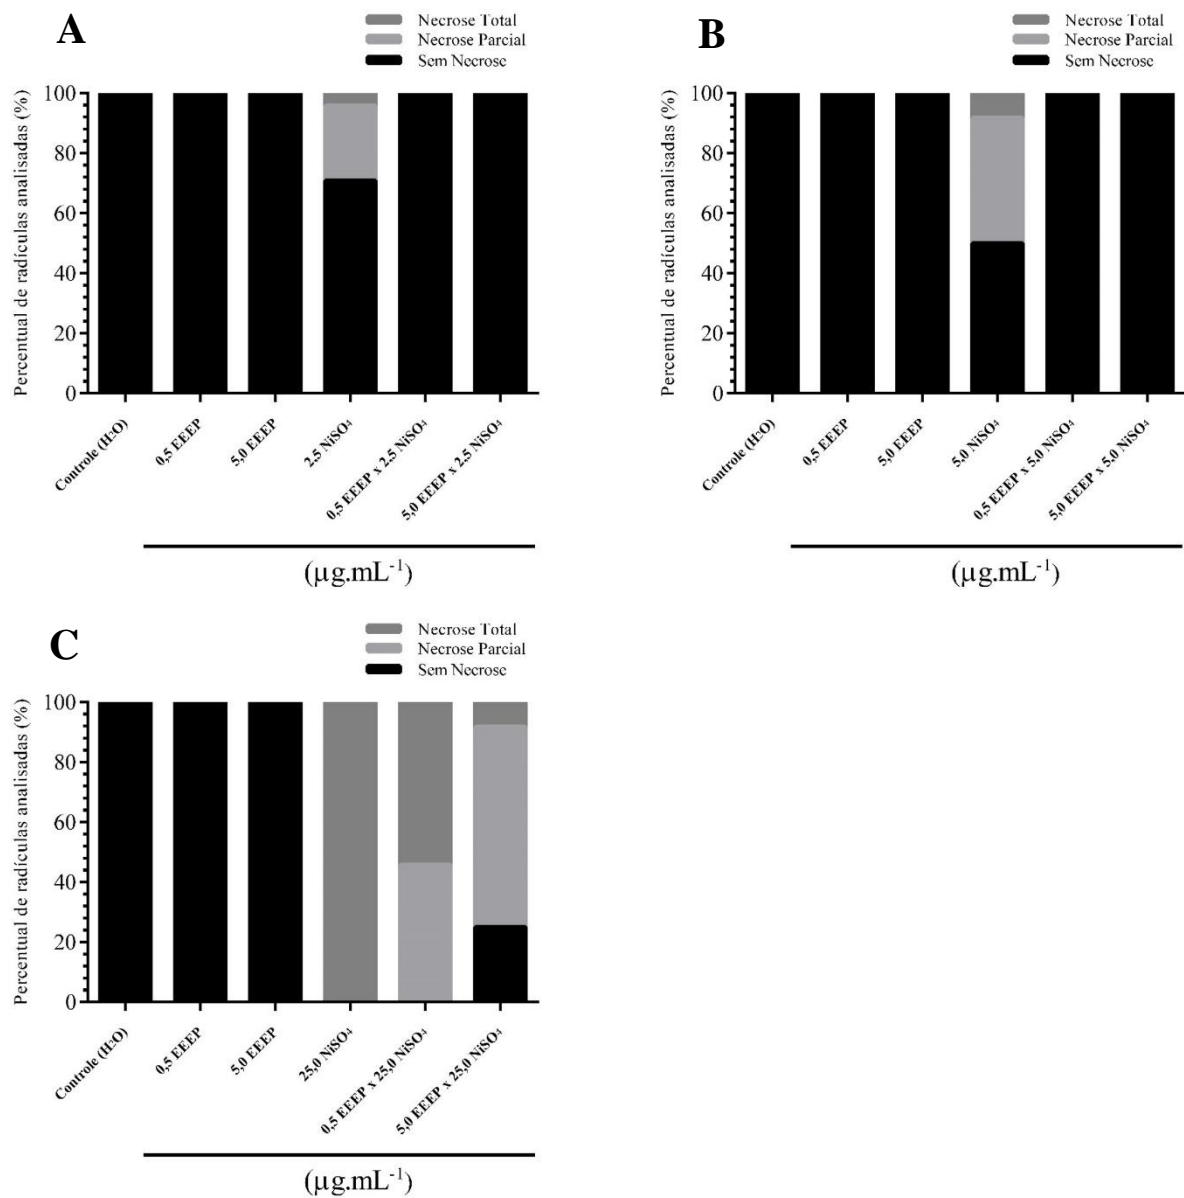 A
Necrose Total
Necrose Parcial
Sem Necrose
Percentual de radículas analisadas (%)
100
80
60
40
20
0
Controle (H₂O)
0,5 EEEP
5,0 EEEP
2,5 NiSO₄
0,5 EEEP x 2,5 NiSO₄
5,0 EEEP x 2,5 NiSO₄
(µg.mL⁻¹)
B
Necrose Total
Necrose Parcial
Sem Necrose
Percentual de radículas analisadas (%)
100
80
60
40
20
0
Controle (H₂O)
0,5 EEEP
5,0 EEEP
5,0 NiSO₄
0,5 EEEP x 5,0 NiSO₄
5,0 EEEP x 5,0 NiSO₄
(µg.mL⁻¹)
C
Necrose Total
Necrose Parcial
Sem Necrose
Percentual de radículas analisadas (%)
100
80
60
40
20
0
Controle (H₂O)
0,5 EEEP
5,0 EEEP
25,0 NiSO₄
0,5 EEEP x 25,0 NiSO₄
5,0 EEEP x 25,0 NiSO₄
(µg.mL⁻¹)